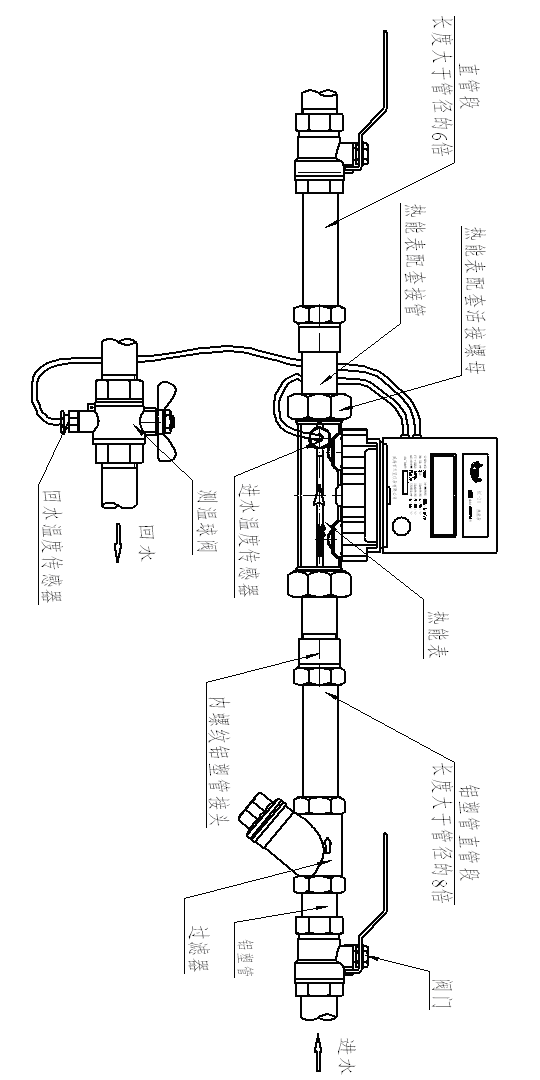 直管段
长度大于管径的6倍
热能表配套接管
热能表配套活接螺母
回水温度传感器
回水
测温球阀
进水温度传感器
热能表
内螺纹铝塑管接头
铝塑管直管段
长度大于管径的8倍
过滤器
铝塑管
阀门
进水